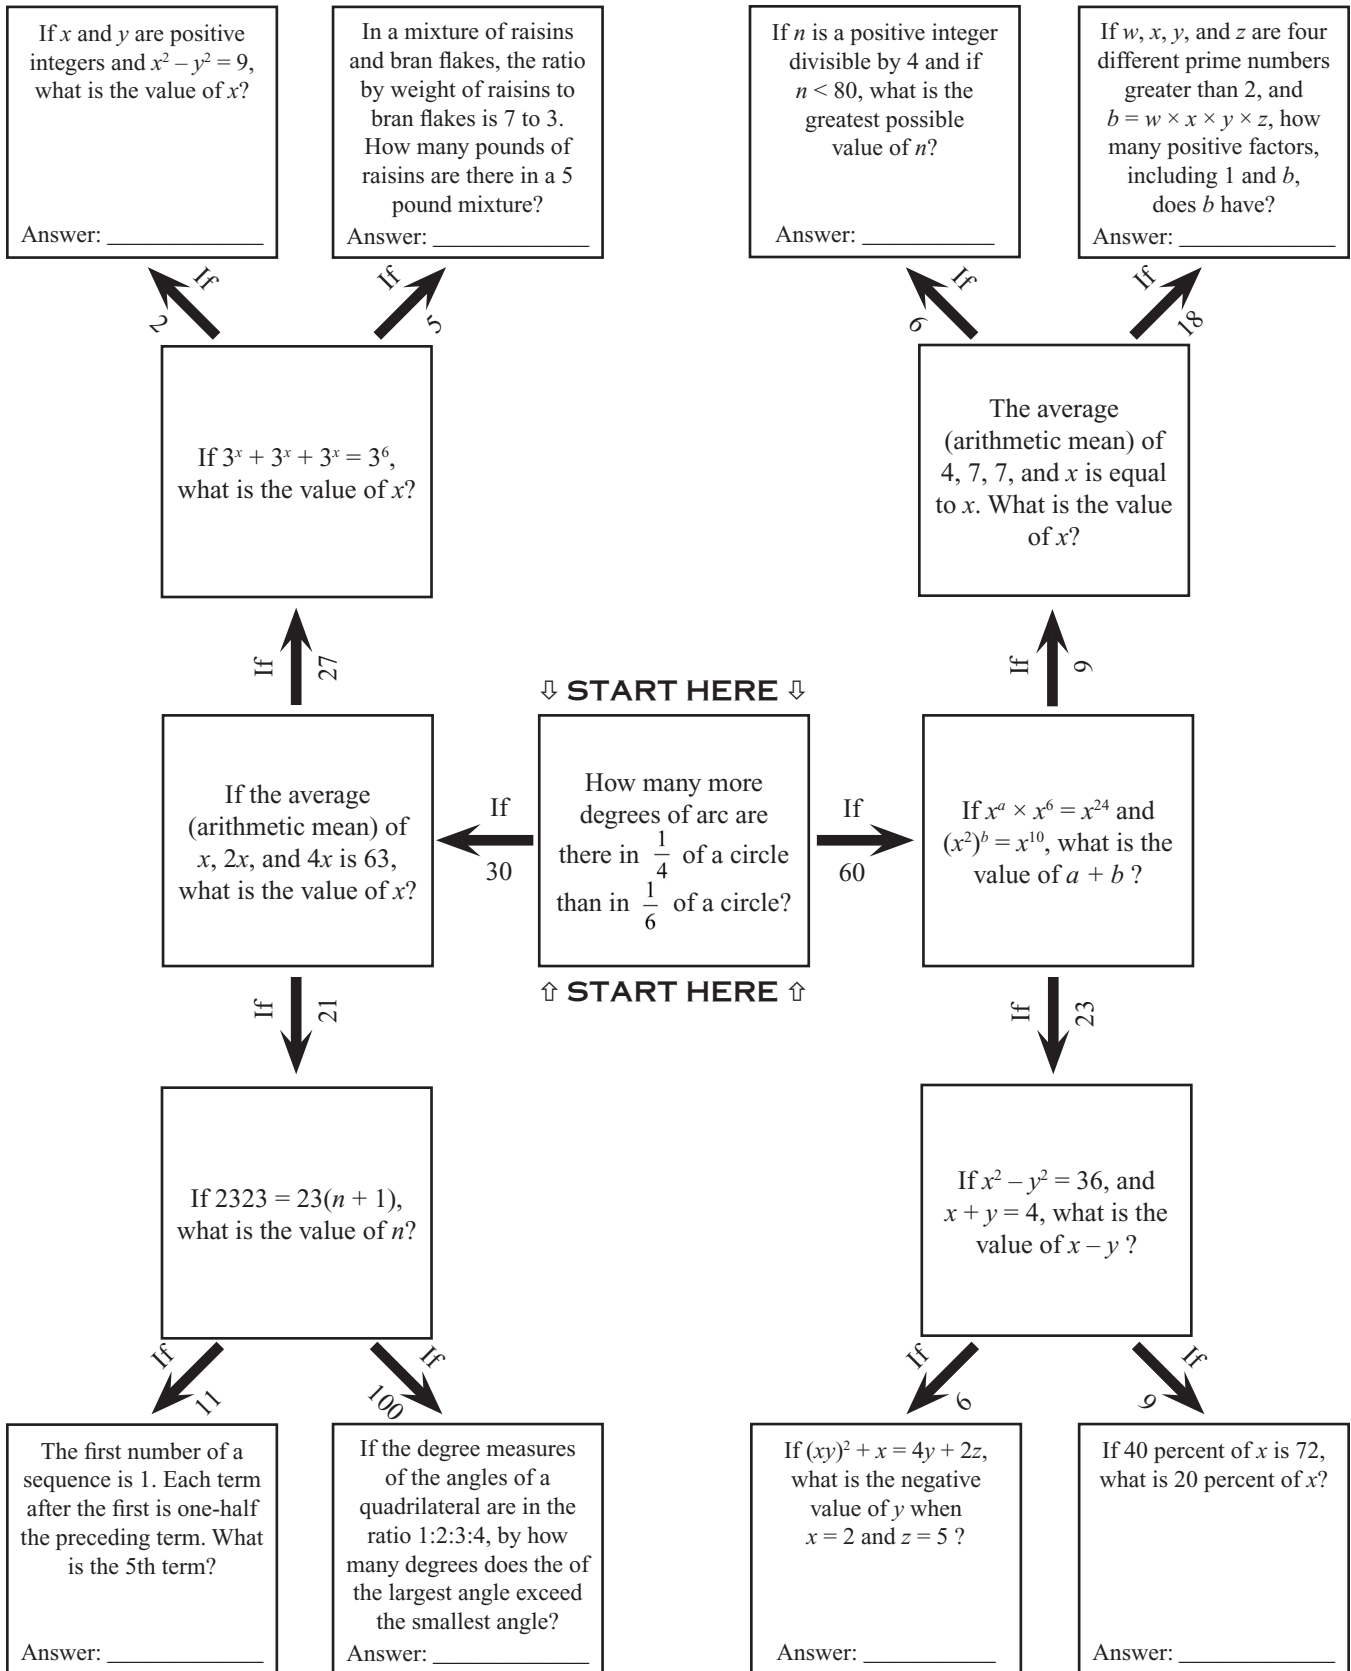 If x and y are positive
integers and x² – y² = 9,
what is the value of x?
Answer: ____________
In a mixture of raisins
and bran flakes, the ratio
by weight of raisins to
bran flakes is 7 to 3.
How many pounds of
raisins are there in a 5
pound mixture?
Answer: ____________
If n is a positive integer
divisible by 4 and if
n < 80, what is the
greatest possible
value of n?
Answer: __________
If w, x, y, and z are four
different prime numbers
greater than 2, and
b = w × x × y × z, how
many positive factors,
including 1 and b,
does b have?
Answer: ____________
If
2
If
5
If
6
If
18
If 3ˣ + 3ˣ + 3ˣ = 3⁶,
what is the value of x?
The average
(arithmetic mean) of
4, 7, 7, and x is equal
to x. What is the value
of x?
If
27
If
9
⇩ START HERE ⇩
If the average
(arithmetic mean) of
x, 2x, and 4x is 63,
what is the value of x?
If
30
How many more
degrees of arc are
there in 1/4 of a circle
than in 1/6 of a circle?
If
60
If xᵃ × x⁶ = x²⁴ and
(x²)ᵇ = x¹⁰, what is the
value of a + b ?
⇧ START HERE ⇧
If
21
If
23
If 2323 = 23(n + 1),
what is the value of n?
If x² – y² = 36, and
x + y = 4, what is the
value of x – y ?
If
11
If
100
If
6
If
9
The first number of a
sequence is 1. Each term
after the first is one-half
the preceding term. What
is the 5th term?
Answer: ____________
If the degree measures
of the angles of a
quadrilateral are in the
ratio 1:2:3:4, by how
many degrees does the of
the largest angle exceed
the smallest angle?
Answer: ____________
If (xy)² + x = 4y + 2z,
what is the negative
value of y when
x = 2 and z = 5 ?
Answer: __________
If 40 percent of x is 72,
what is 20 percent of x?
Answer: ____________